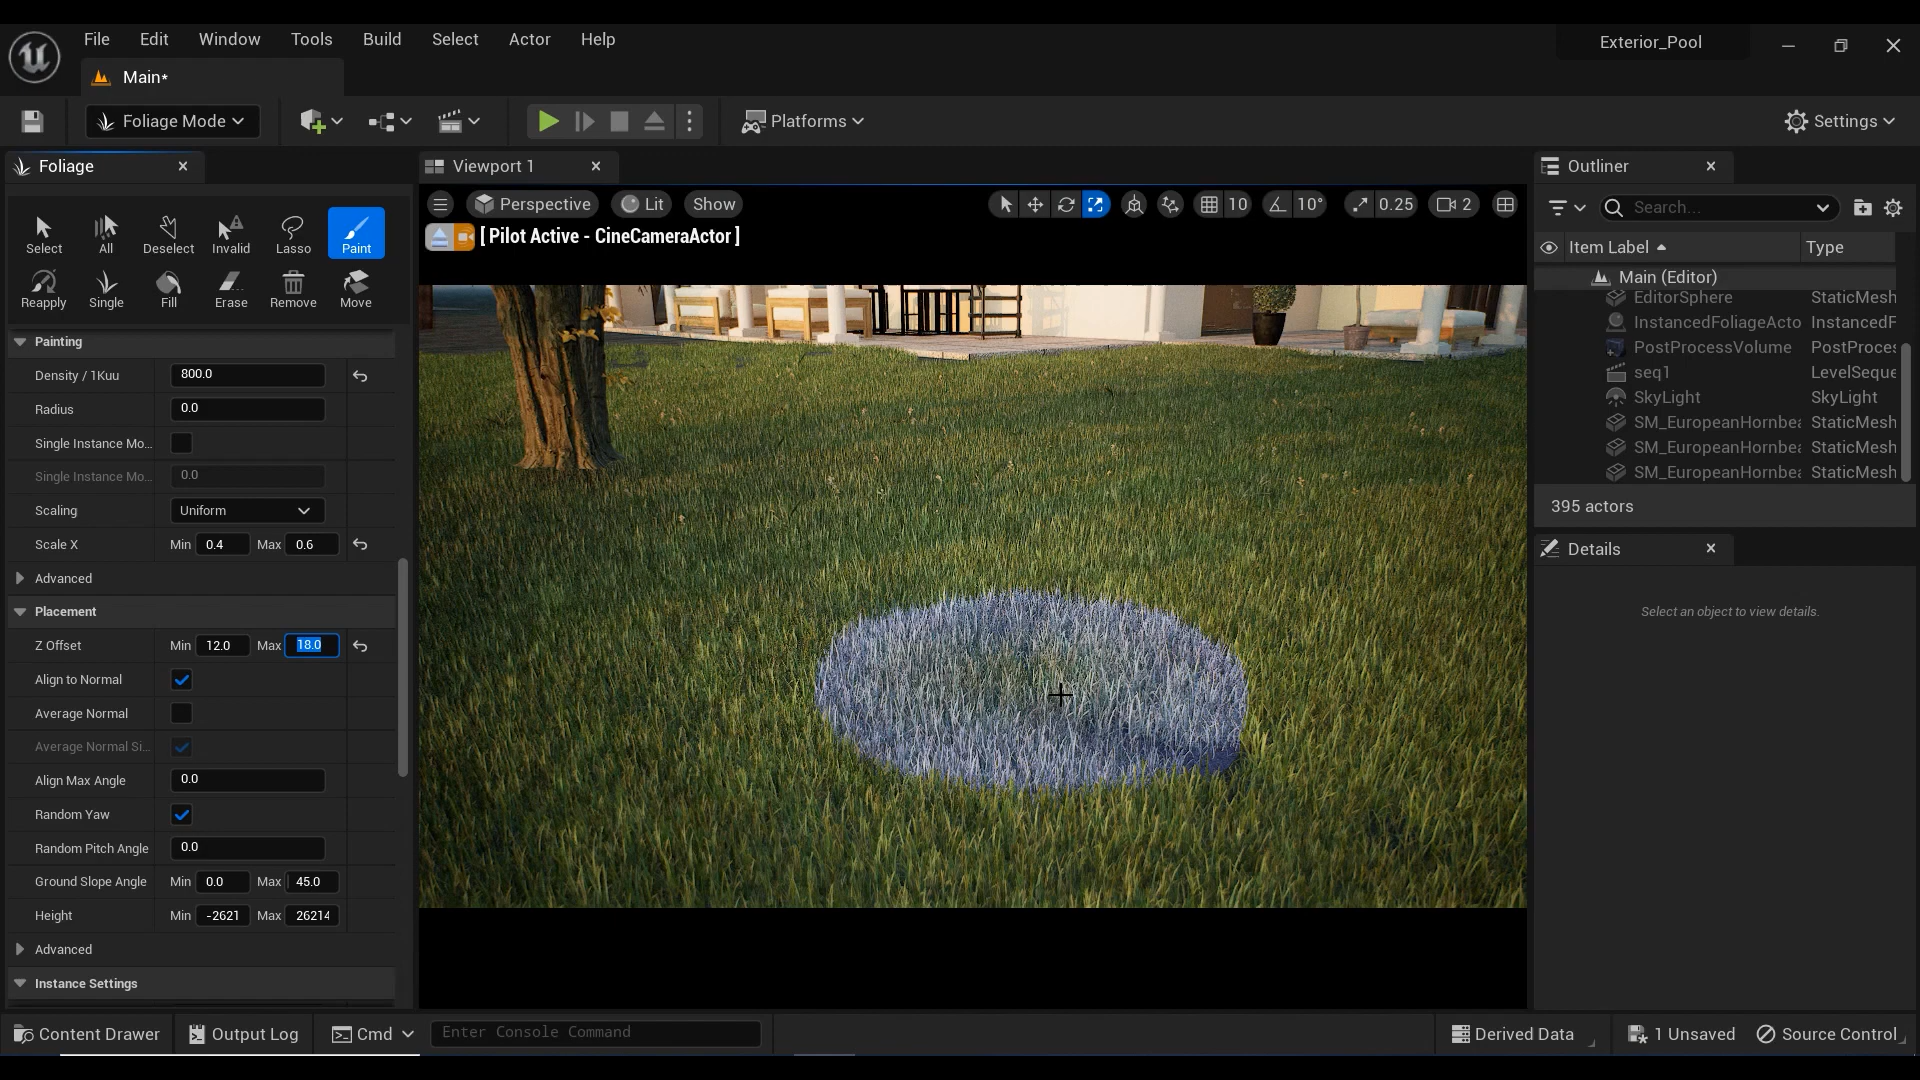 File Edit Window Tools Build Select Actor Help
Exterior_Pool
Main*
Foliage Mode
Platforms
Settings
Foliage
Viewport 1
Outliner
Select All Deselect Invalid Lasso Paint
Reapply Single Fill Erase Remove Move
Perspective Lit Show
10 10° 0.25 2
[ Pilot Active - CineCameraActor ]
Search...
Item Label Type
Main (Editor)
EditorSphere StaticMesh
InstancedFoliageActo InstancedF
PostProcessVolume PostProces
seq1 LevelSeque
SkyLight SkyLight
SM_EuropeanHornbea StaticMesh
SM_EuropeanHornbea StaticMesh
SM_EuropeanHornbea StaticMesh
395 actors
Details
Select an object to view details.
Painting
Density / 1Kuu 800.0
Radius 0.0
Single Instance Mo...
Single Instance Mo... 0.0
Scaling Uniform
Scale X Min 0.4 Max 0.6
Advanced
Placement
Z Offset Min 12.0 Max 18.0
Align to Normal
Average Normal
Average Normal Si...
Align Max Angle 0.0
Random Yaw
Random Pitch Angle 0.0
Ground Slope Angle Min 0.0 Max 45.0
Height Min -2621 Max 26214
Advanced
Instance Settings
Content Drawer Output Log Cmd Enter Console Command Derived Data 1 Unsaved Source Control